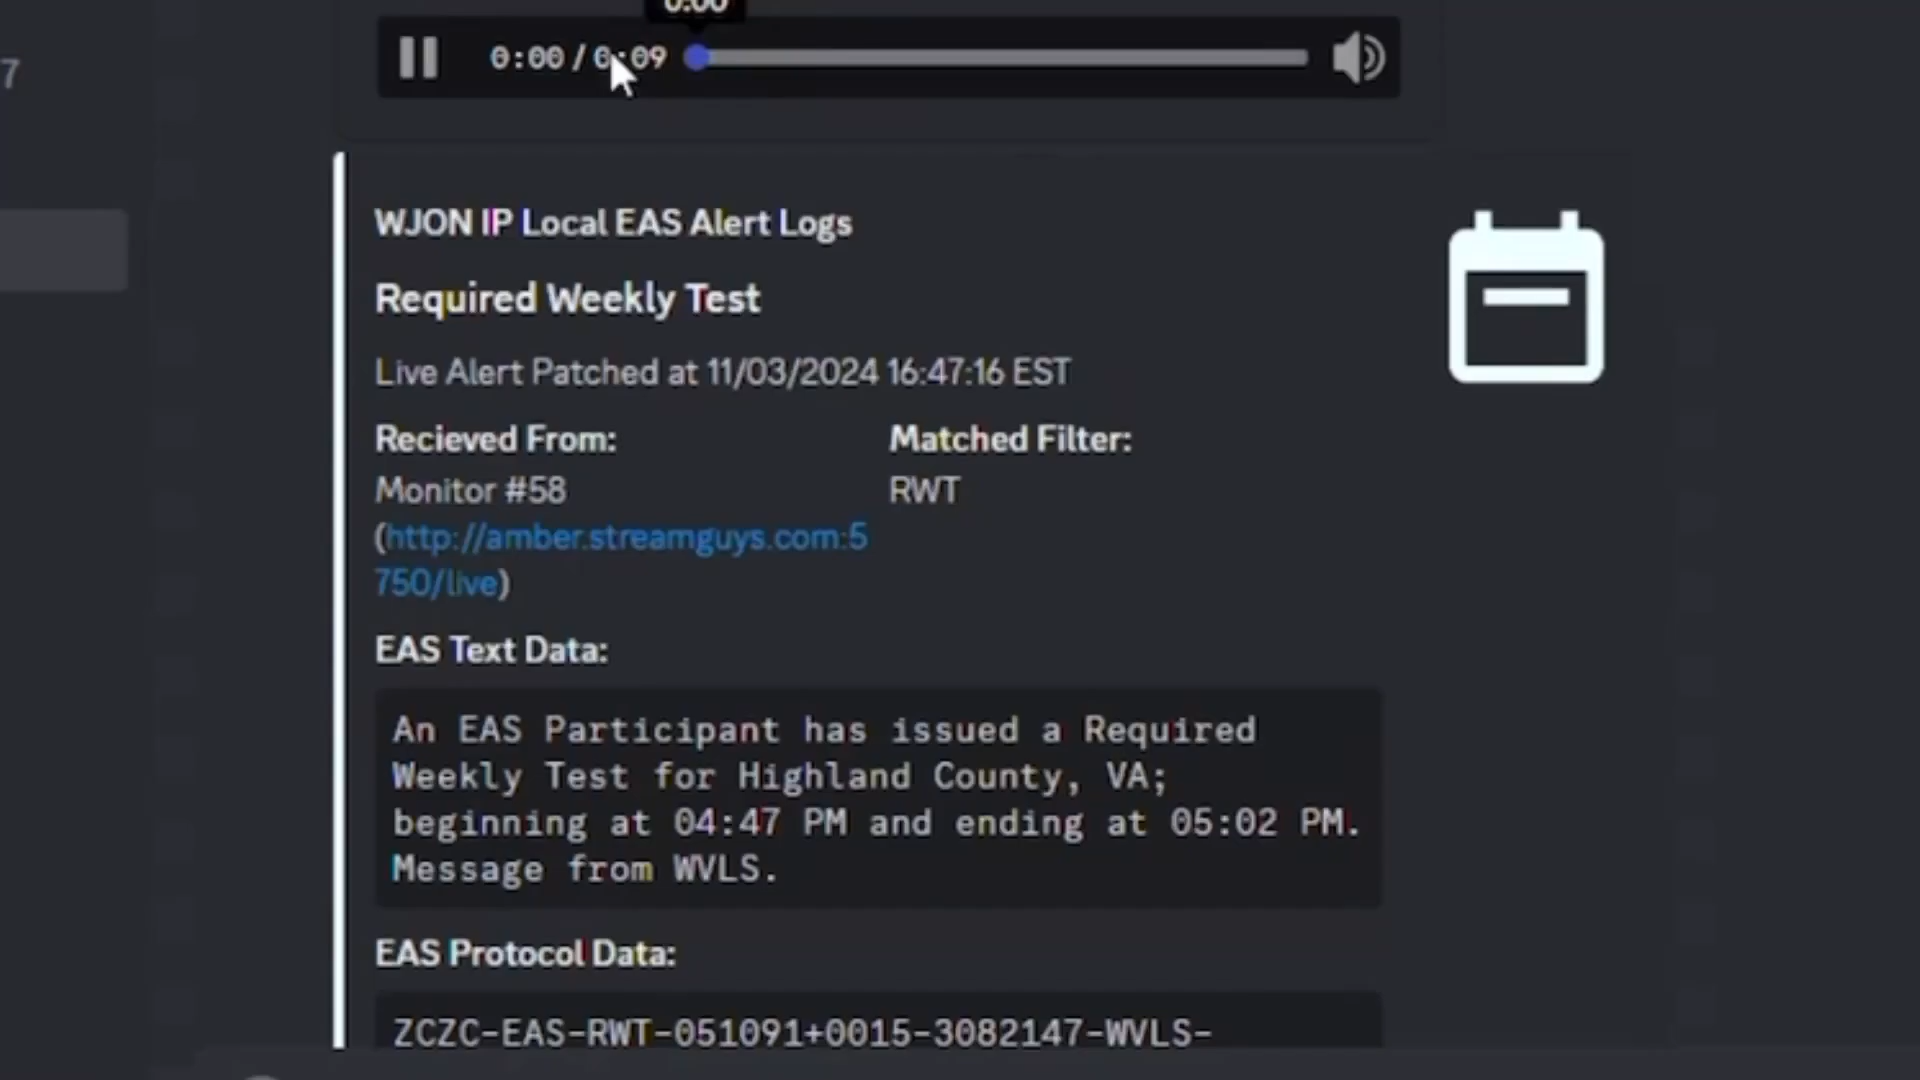 0:00
7
0:00 / 0:09
WJON IP Local EAS Alert Logs
Required Weekly Test
Live Alert Patched at 11/03/2024 16:47:16 EST
Recieved From:
Monitor #58
(http://amber.streamguys.com:5
750/live)
Matched Filter:
RWT
EAS Text Data:
An EAS Participant has issued a Required
Weekly Test for Highland County, VA;
beginning at 04:47 PM and ending at 05:02 PM.
Message from WVLS.
EAS Protocol Data:
ZCZC-EAS-RWT-051091+0015-3082147-WVLS-